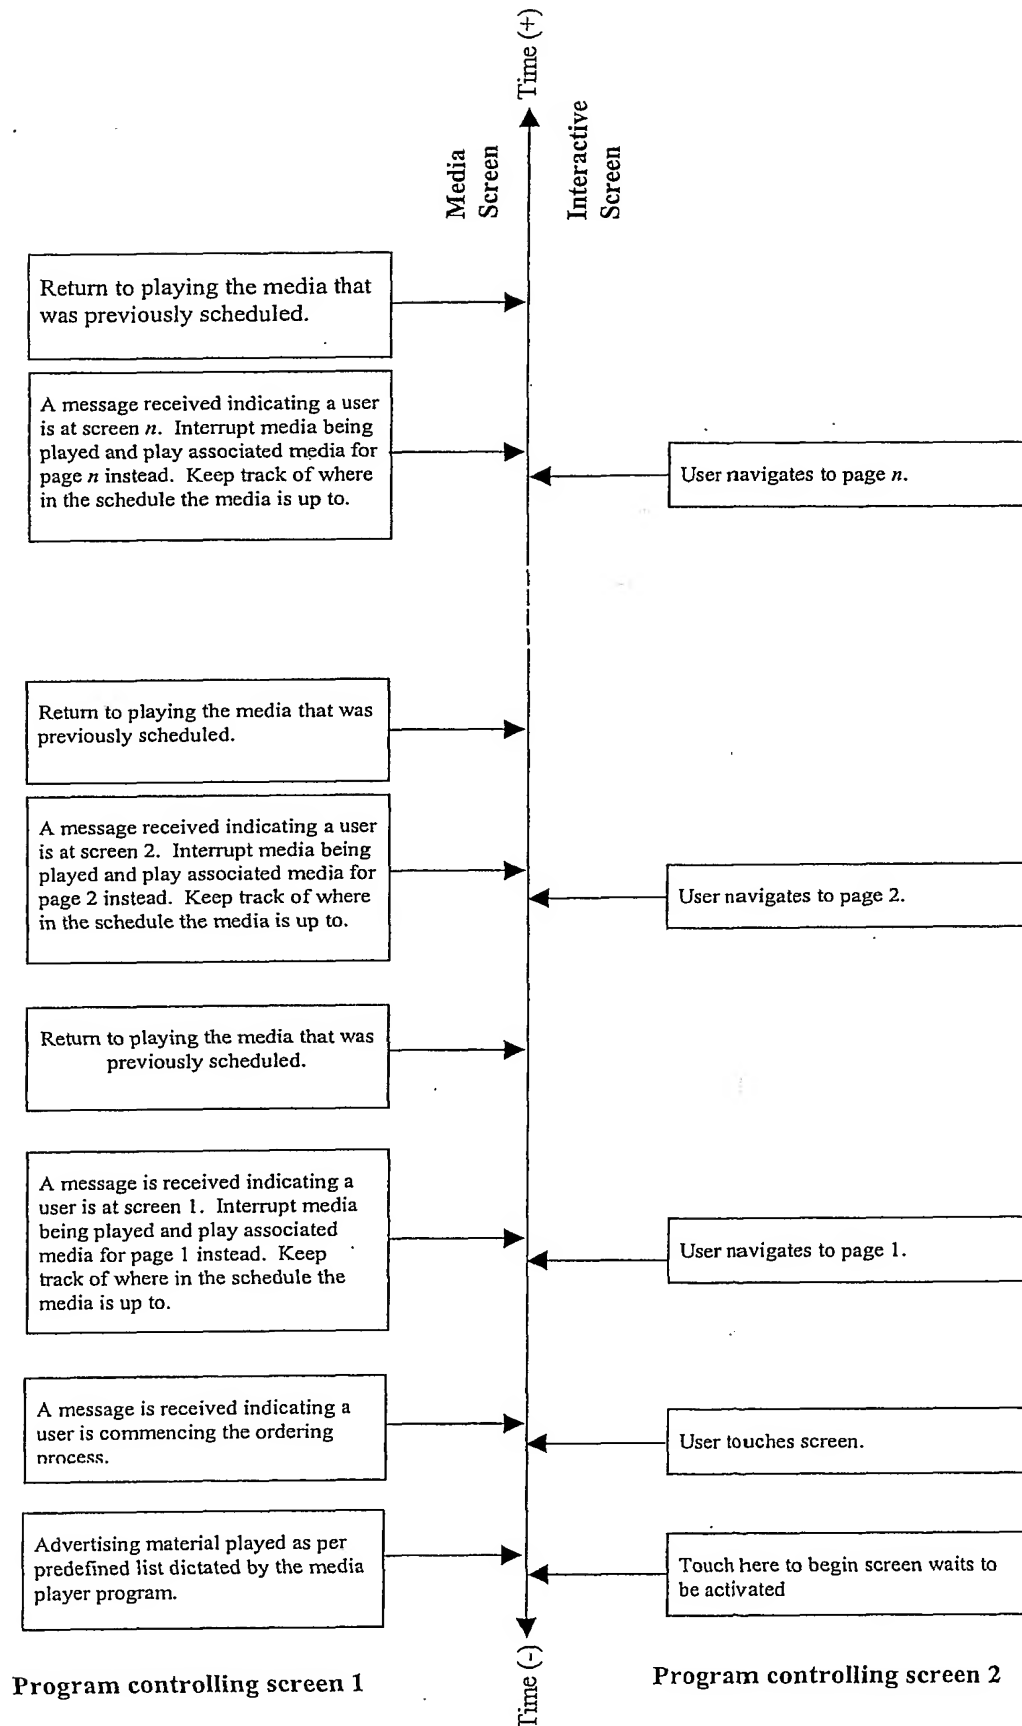 Time (+)
Media
Screen
Interactive
Screen
Return to playing the media that
was previously scheduled.
A message received indicating a user
is at screen n. Interrupt media being
played and play associated media for
page n instead. Keep track of where
in the schedule the media is up to.
User navigates to page n.
Return to playing the media that was
previously scheduled.
A message received indicating a user
is at screen 2. Interrupt media being
played and play associated media for
page 2 instead. Keep track of where
in the schedule the media is up to.
User navigates to page 2.
Return to playing the media that was
previously scheduled.
A message is received indicating a
user is at screen 1. Interrupt media
being played and play associated
media for page 1 instead. Keep
track of where in the schedule the
media is up to.
User navigates to page 1.
A message is received indicating a
user is commencing the ordering
process.
User touches screen.
Advertising material played as per
predefined list dictated by the media
player program.
Touch here to begin screen waits to
be activated
Time (-)
Program controlling screen 1
Program controlling screen 2